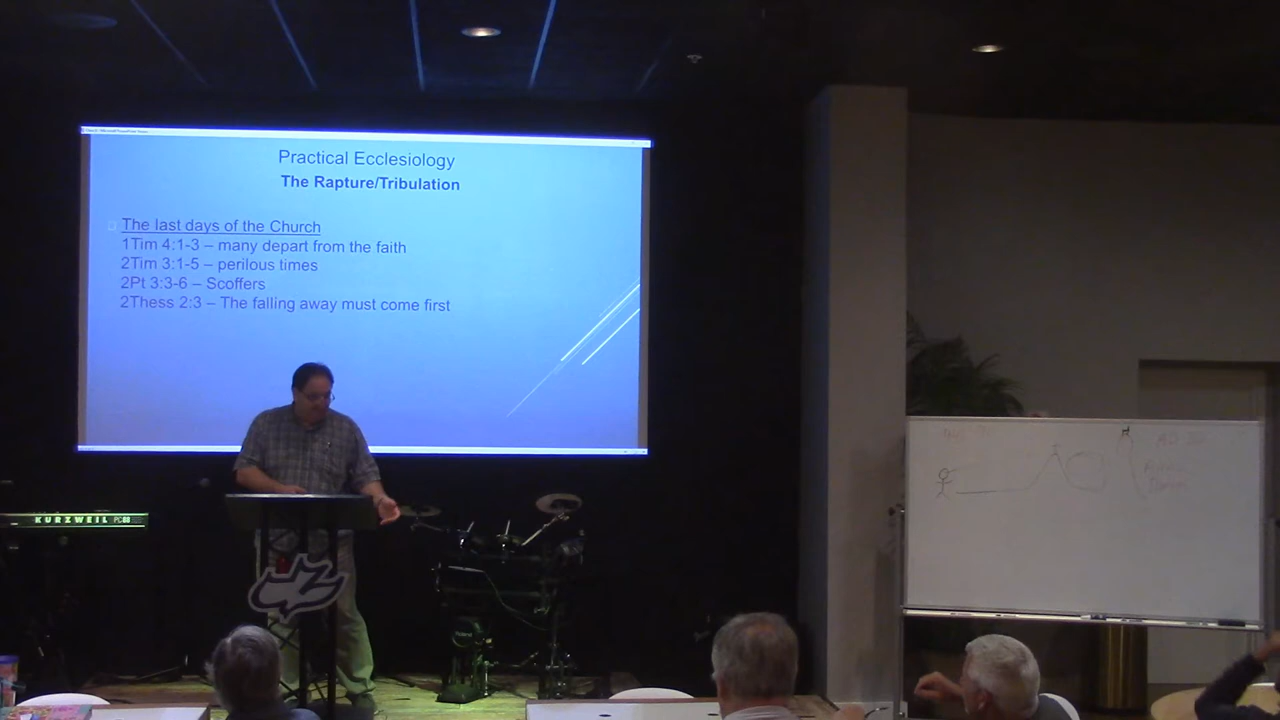 Practical Ecclesiology
The Rapture/Tribulation
The last days of the Church
1Tim 4:1-3 – many depart from the faith
2Tim 3:1-5 – perilous times
2Pt 3:3-6 – Scoffers
2Thess 2:3 – The falling away must come first
KURZWEIL PC88
Roland